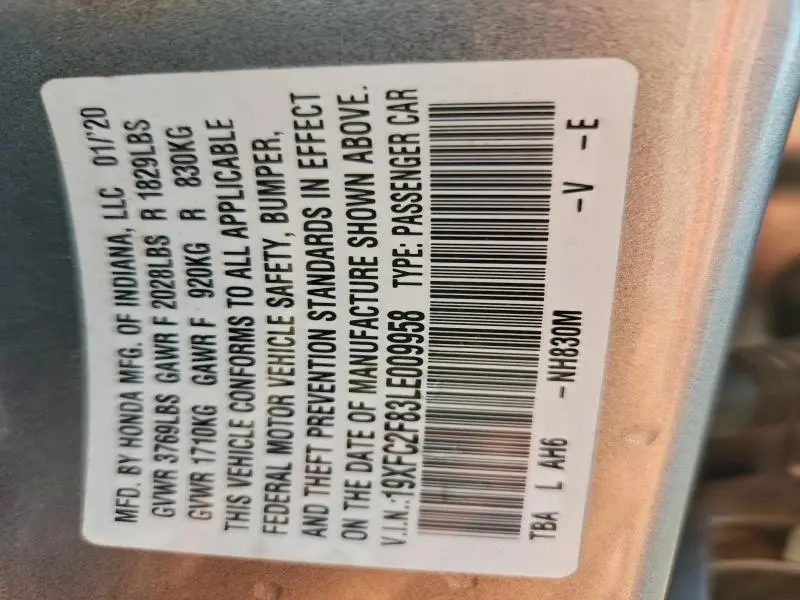 MFD. BY HONDA MFG. OF INDIANA, LLC 01/'20
GVWR 3769LBS GAWR F 2028LBS R 1829LBS
GVWR 1710KG GAWR F 920KG R 830KG
THIS VEHICLE CONFORMS TO ALL APPLICABLE
FEDERAL MOTOR VEHICLE SAFETY, BUMPER,
AND THEFT PREVENTION STANDARDS IN EFFECT
ON THE DATE OF MANUFACTURE SHOWN ABOVE.
V.I.N.:19XFC2F83LE009958 TYPE: PASSENGER CAR
TBA L AH6 -NH830M -V -E